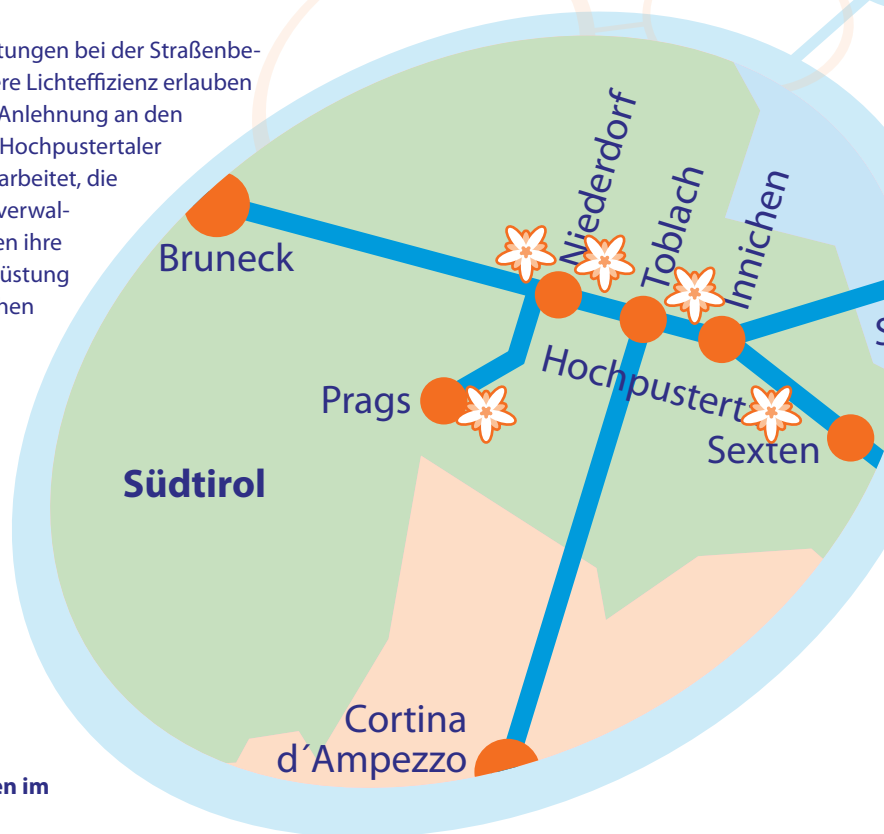 tungen bei der Straßenbe-
ere Lichteffizienz erlauben
Anlehnung an den
Hochpustertaler
arbeitet, die
verwal-
en ihre
üstung
nen
en im
Niederdorf
Toblach
Innichen
Bruneck
S
Hochpustert
Prags
Sexten
Südtirol
Cortina
d´Ampezzo